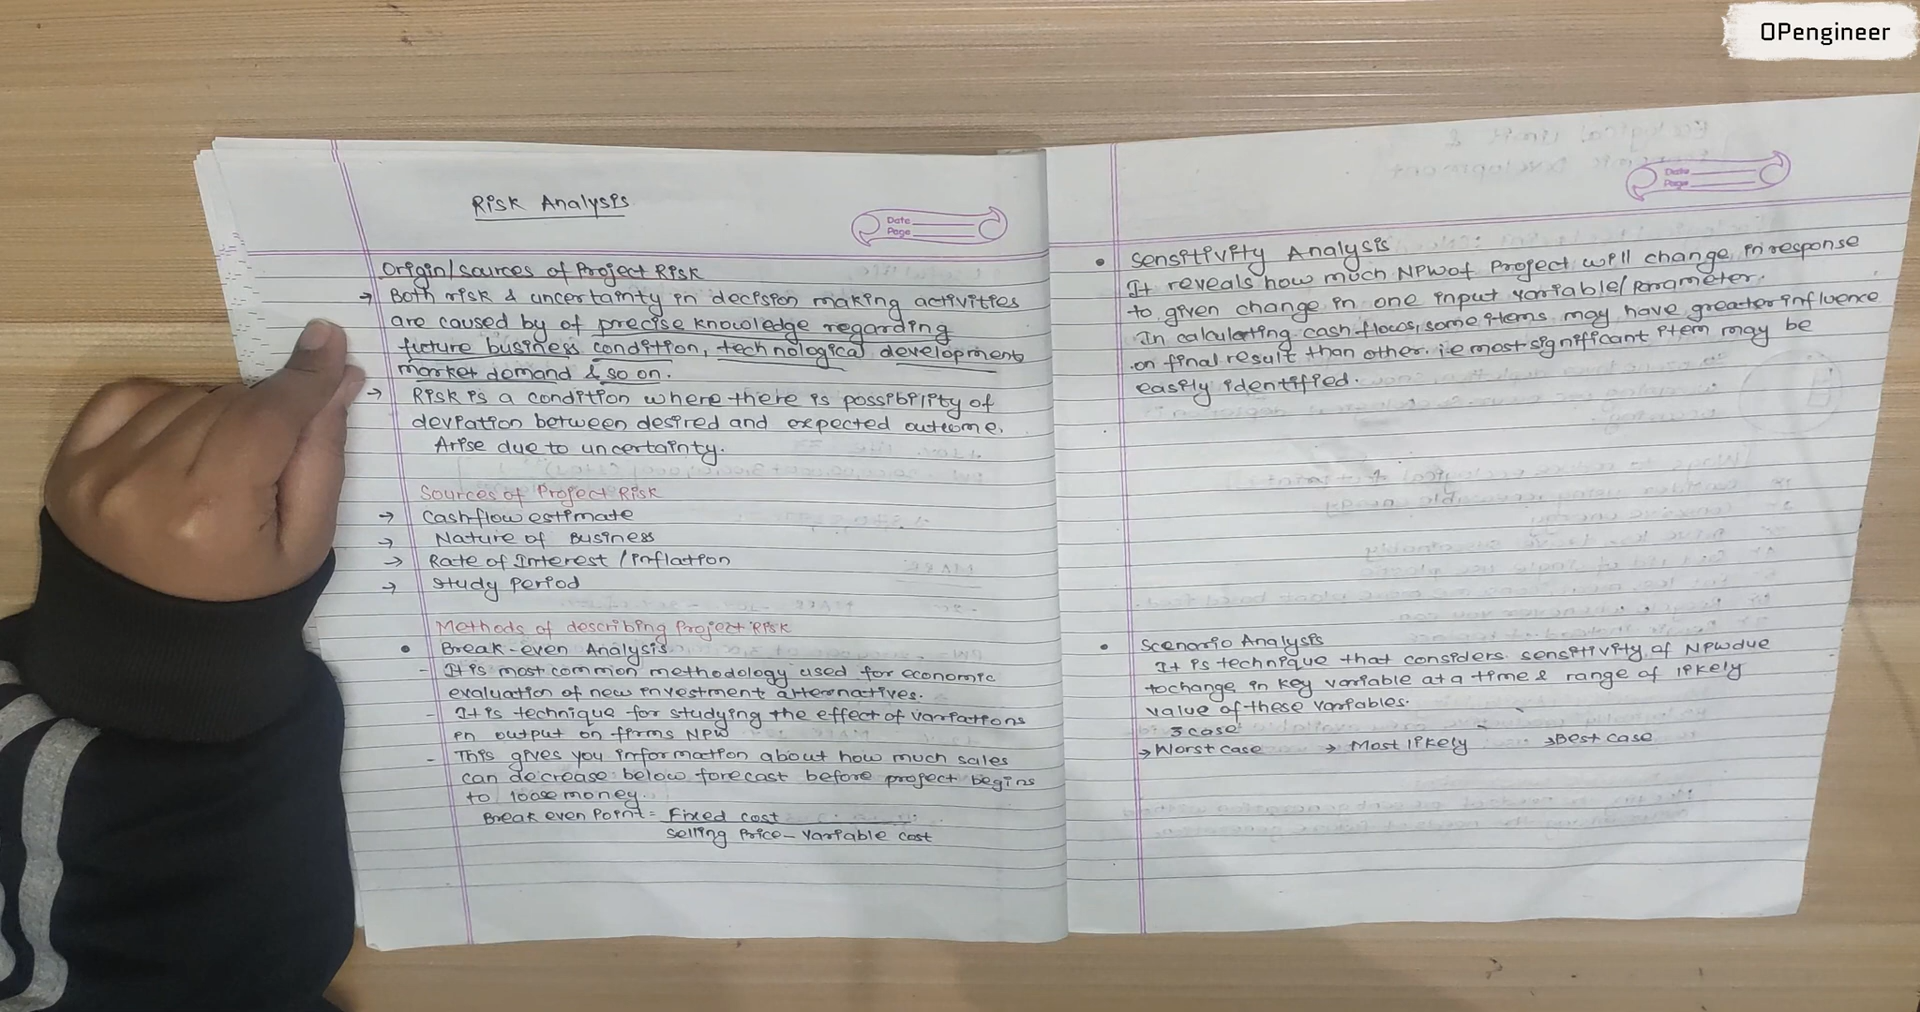 OPengineer
Risk Analysis
Date
Page
Origin/sources of Project Risk
→ Both risk & uncertainty in decision making activities
are caused by of precise knowledge regarding
future business condition, technological development
market demand & so on.
→ Risk is a condition where there is possibility of
deviation between desired and expected outcome.
Arise due to uncertainty.
Sources of Project Risk
→ Cashflow estimate
→ Nature of Business
→ Rate of Interest / inflation
→ Study Period
Methods of describing Project Risk
• Break-even Analysis
- It is most common methodology used for economic
evaluation of new investment alternatives.
- It is technique for studying the effect of variations
in output on firms NPW
- This gives you information about how much sales
can decrease below forecast before project begins
to loose money.
Break even Point = Fixed cost
Selling Price - Variable cost
Date
Page
• Sensitivity Analysis
It reveals how much NPW of Project will change in response
to given change in one input variable/Parameter.
In calculating cash flows, some items may have greater influence
on final result than other. i.e most significant item may be
easily identified.
• Scenario Analysis
It is technique that considers sensitivity of NPW due
to change in key variable at a time & range of likely
value of these variables.
3 case
→ Worst case → Most likely → Best case